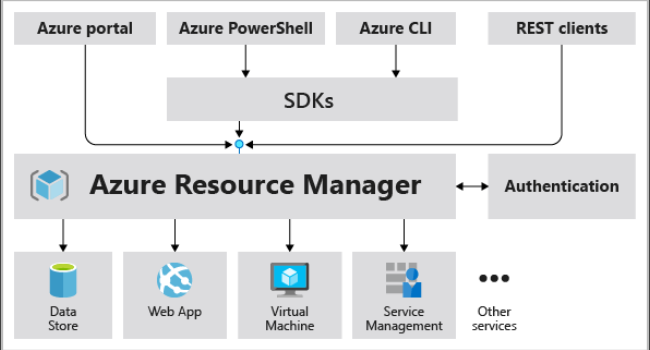 Azure portal
Azure PowerShell
Azure CLI
REST clients
SDKs
Azure Resource Manager
Authentication
Data
Store
Web App
Virtual
Machine
Service
Management
Other
services